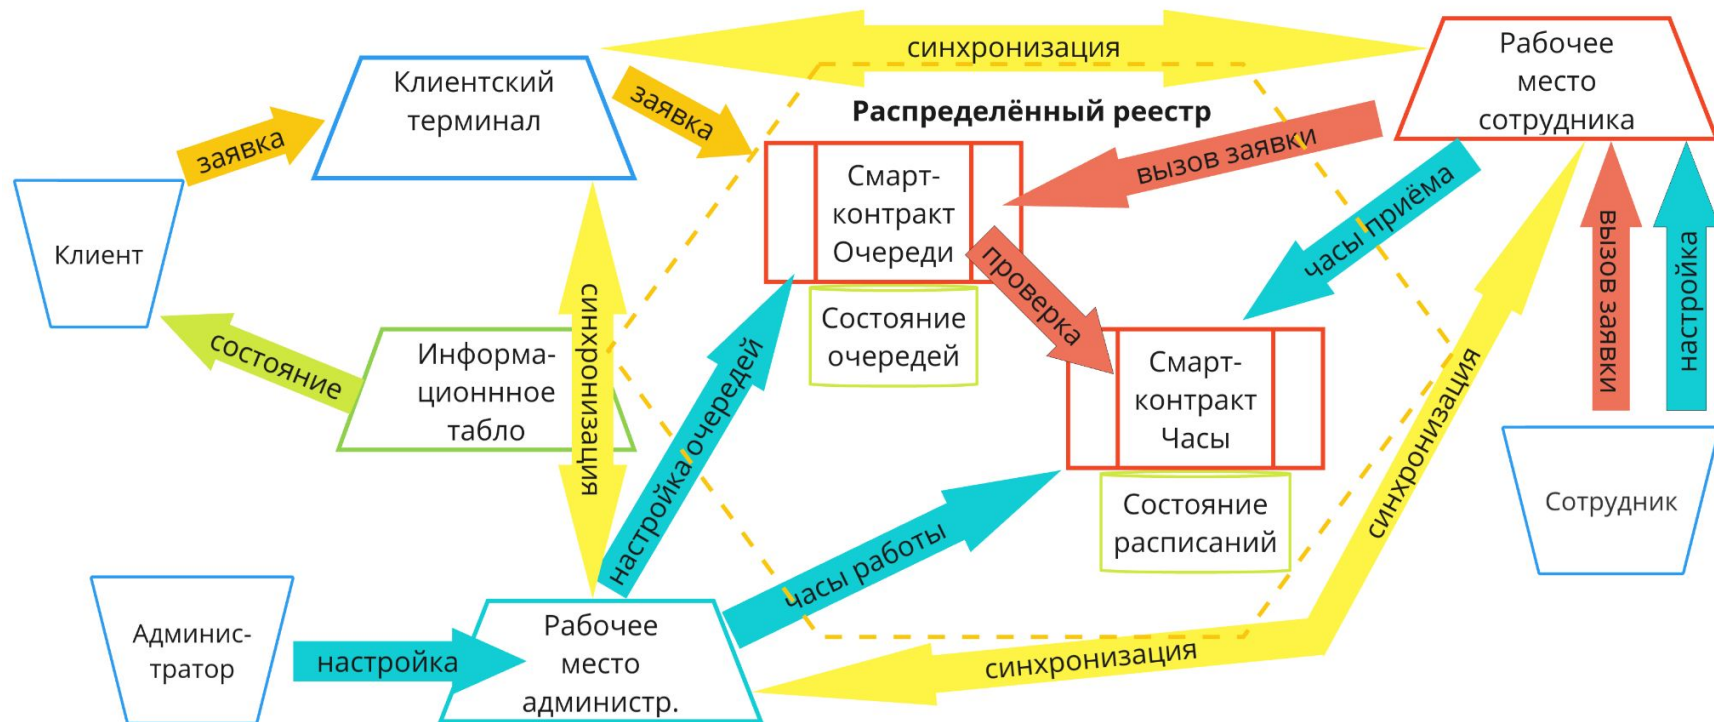 синхронизация
Рабочее
место
сотрудника
Клиентский
терминал
заявка
заявка
Распределённый реестр
вызов заявки
Смарт-
контракт
Очереди
часы приёма
Клиент
проверка
вызов заявки
настройка
синхронизация
Состояние
очередей
состояние
Информа-
ционнное
табло
настройка очередей
Смарт-
контракт
Часы
синхронизация
Состояние
расписаний
Сотрудник
часы работы
Админис-
тратор
настройка
Рабочее
место
администр.
синхронизация